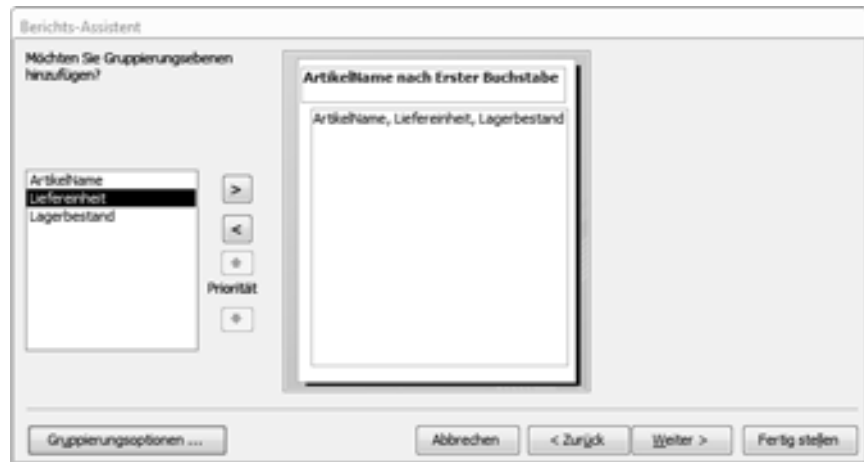 Berichts-Assistent
Möchten Sie Gruppierungsebenen
hinzufügen?
ArtikelName nach Erster Buchstabe
ArtikelName, Liefereinheit, Lagerbestand
ArtikelName
Liefereinheit
Lagerbestand
>
<
Priorität
Gruppierungsoptionen ...
Abbrechen
< Zurück
Weiter >
Fertig stellen